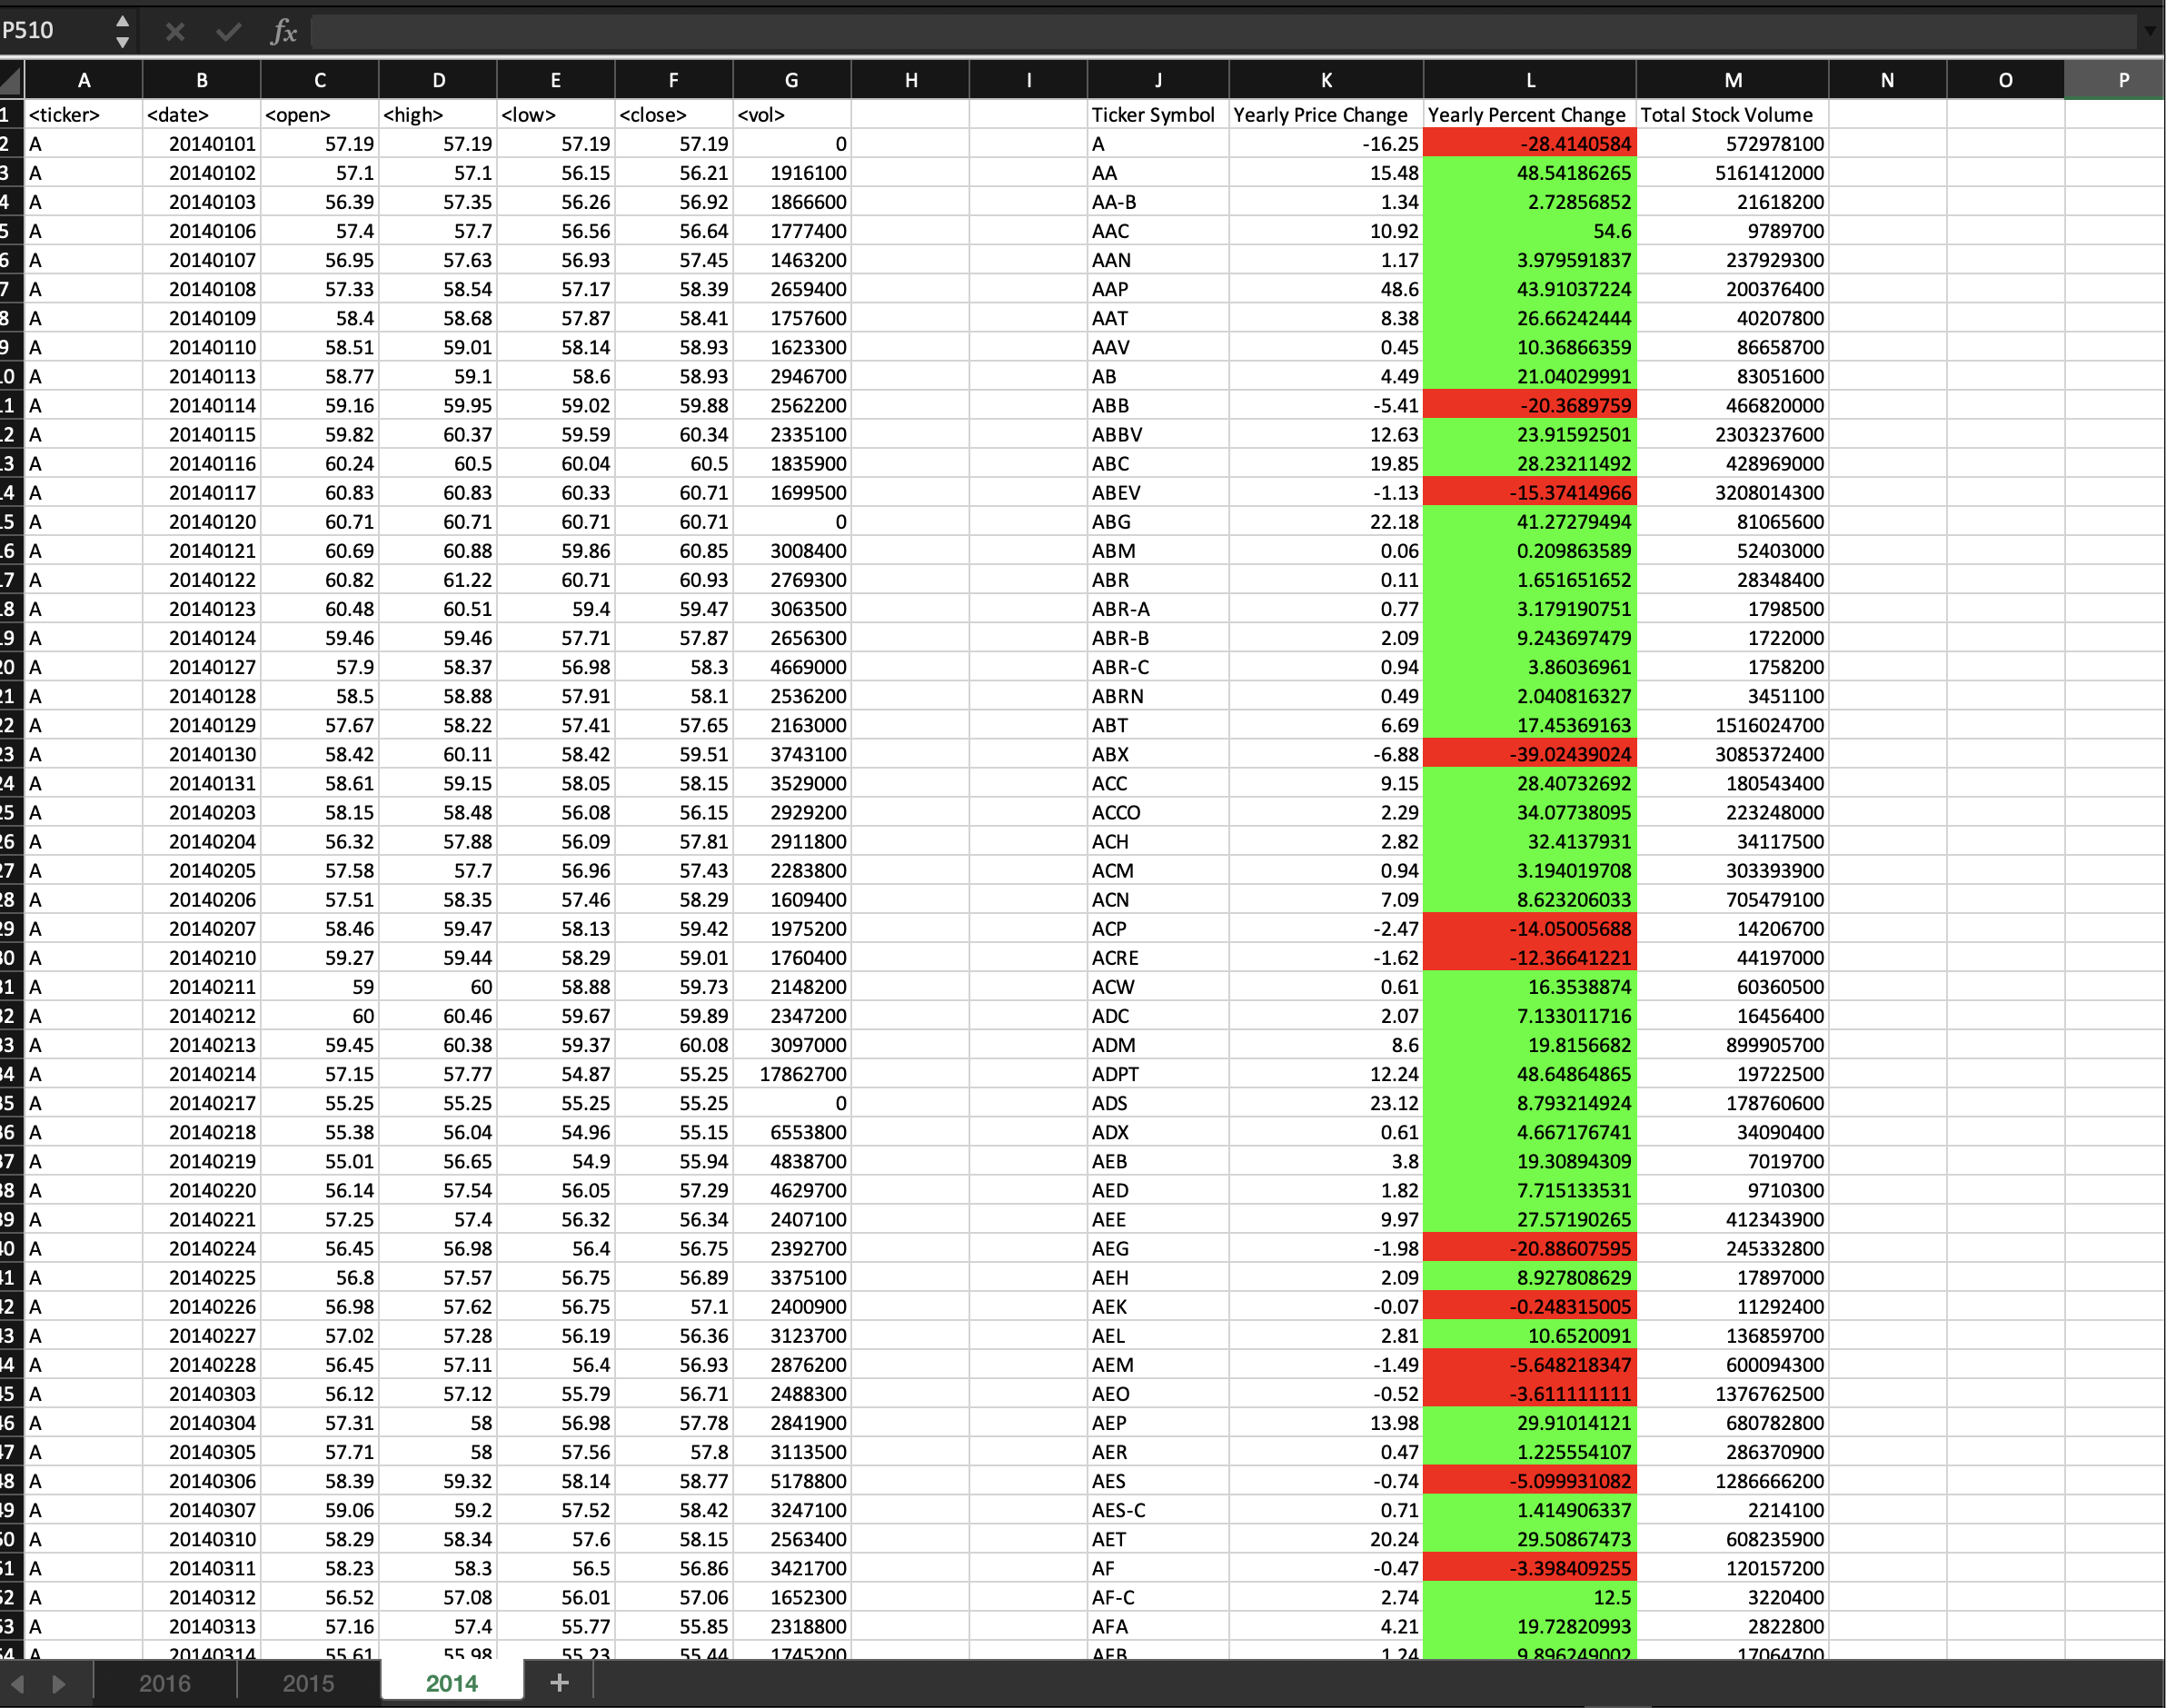 P510 fx
A B C D E F G H I J K L M N O P
1 <ticker> <date> <open> <high> <low> <close> <vol> Ticker Symbol Yearly Price Change Yearly Percent Change Total Stock Volume
2 A 20140101 57.19 57.19 57.19 57.19 0 A -16.25 -28.4140584 572978100
3 A 20140102 57.1 57.1 56.15 56.21 1916100 AA 15.48 48.54186265 5161412000
4 A 20140103 56.39 57.35 56.26 56.92 1866600 AA-B 1.34 2.72856852 21618200
5 A 20140106 57.4 57.7 56.56 56.64 1777400 AAC 10.92 54.6 9789700
6 A 20140107 56.95 57.63 56.93 57.45 1463200 AAN 1.17 3.979591837 237929300
7 A 20140108 57.33 58.54 57.17 58.39 2659400 AAP 48.6 43.91037224 200376400
8 A 20140109 58.4 58.68 57.87 58.41 1757600 AAT 8.38 26.66242444 40207800
9 A 20140110 58.51 59.01 58.14 58.93 1623300 AAV 0.45 10.36866359 86658700
0 A 20140113 58.77 59.1 58.6 58.93 2946700 AB 4.49 21.04029991 83051600
1 A 20140114 59.16 59.95 59.02 59.88 2562200 ABB -5.41 -20.3689759 466820000
2 A 20140115 59.82 60.37 59.59 60.34 2335100 ABBV 12.63 23.91592501 2303237600
3 A 20140116 60.24 60.5 60.04 60.5 1835900 ABC 19.85 28.23211492 428969000
4 A 20140117 60.83 60.83 60.33 60.71 1699500 ABEV -1.13 -15.37414966 3208014300
5 A 20140120 60.71 60.71 60.71 60.71 0 ABG 22.18 41.27279494 81065600
6 A 20140121 60.69 60.88 59.86 60.85 3008400 ABM 0.06 0.209863589 52403000
7 A 20140122 60.82 61.22 60.71 60.93 2769300 ABR 0.11 1.651651652 28348400
8 A 20140123 60.48 60.51 59.4 59.47 3063500 ABR-A 0.77 3.179190751 1798500
9 A 20140124 59.46 59.46 57.71 57.87 2656300 ABR-B 2.09 9.243697479 1722000
20 A 20140127 57.9 58.37 56.98 58.3 4669000 ABR-C 0.94 3.86036961 1758200
21 A 20140128 58.5 58.88 57.91 58.1 2536200 ABRN 0.49 2.040816327 3451100
22 A 20140129 57.67 58.22 57.41 57.65 2163000 ABT 6.69 17.45369163 1516024700
23 A 20140130 58.42 60.11 58.42 59.51 3743100 ABX -6.88 -39.02439024 3085372400
24 A 20140131 58.61 59.15 58.05 58.15 3529000 ACC 9.15 28.40732692 180543400
25 A 20140203 58.15 58.48 56.08 56.15 2929200 ACCO 2.29 34.07738095 223248000
26 A 20140204 56.32 57.88 56.09 57.81 2911800 ACH 2.82 32.4137931 34117500
27 A 20140205 57.58 57.7 56.96 57.43 2283800 ACM 0.94 3.194019708 303393900
28 A 20140206 57.51 58.35 57.46 58.29 1609400 ACN 7.09 8.623206033 705479100
29 A 20140207 58.46 59.47 58.13 59.42 1975200 ACP -2.47 -14.05005688 14206700
30 A 20140210 59.27 59.44 58.29 59.01 1760400 ACRE -1.62 -12.36641221 44197000
31 A 20140211 59 60 58.88 59.73 2148200 ACW 0.61 16.3538874 60360500
32 A 20140212 60 60.46 59.67 59.89 2347200 ADC 2.07 7.133011716 16456400
33 A 20140213 59.45 60.38 59.37 60.08 3097000 ADM 8.6 19.8156682 899905700
34 A 20140214 57.15 57.77 54.87 55.25 17862700 ADPT 12.24 48.64864865 19722500
35 A 20140217 55.25 55.25 55.25 55.25 0 ADS 23.12 8.793214924 178760600
36 A 20140218 55.38 56.04 54.96 55.15 6553800 ADX 0.61 4.667176741 34090400
37 A 20140219 55.01 56.65 54.9 55.94 4838700 AEB 3.8 19.30894309 7019700
38 A 20140220 56.14 57.54 56.05 57.29 4629700 AED 1.82 7.715133531 9710300
39 A 20140221 57.25 57.4 56.32 56.34 2407100 AEE 9.97 27.57190265 412343900
40 A 20140224 56.45 56.98 56.4 56.75 2392700 AEG -1.98 -20.88607595 245332800
41 A 20140225 56.8 57.57 56.75 56.89 3375100 AEH 2.09 8.927808629 17897000
42 A 20140226 56.98 57.62 56.75 57.1 2400900 AEK -0.07 -0.248315005 11292400
43 A 20140227 57.02 57.28 56.19 56.36 3123700 AEL 2.81 10.6520091 136859700
44 A 20140228 56.45 57.11 56.4 56.93 2876200 AEM -1.49 -5.648218347 600094300
45 A 20140303 56.12 57.12 55.79 56.71 2488300 AEO -0.52 -3.611111111 1376762500
46 A 20140304 57.31 58 56.98 57.78 2841900 AEP 13.98 29.91014121 680782800
47 A 20140305 57.71 58 57.56 57.8 3113500 AER 0.47 1.225554107 286370900
48 A 20140306 58.39 59.32 58.14 58.77 5178800 AES -0.74 -5.099931082 1286666200
49 A 20140307 59.06 59.2 57.52 58.42 3247100 AES-C 0.71 1.414906337 2214100
50 A 20140310 58.29 58.34 57.6 58.15 2563400 AET 20.24 29.50867473 608235900
51 A 20140311 58.23 58.3 56.5 56.86 3421700 AF -0.47 -3.398409255 120157200
52 A 20140312 56.52 57.08 56.01 57.06 1652300 AF-C 2.74 12.5 3220400
53 A 20140313 57.16 57.4 55.77 55.85 2318800 AFA 4.21 19.72820993 2822800
54 A 20140314 55.61 55.98 55.23 55.44 1745200 AFB 1.24 9.896249002 17064700
2016 2015 2014 +